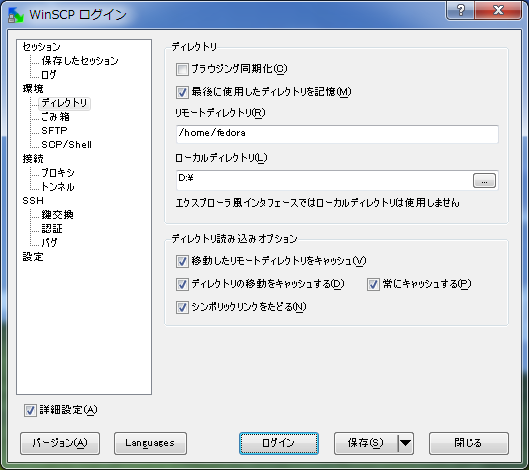 WinSCP ログイン
セッション
保存したセッション
ログ
環境
ディレクトリ
ごみ箱
SFTP
SCP/Shell
接続
プロキシ
トンネル
SSH
鍵交換
認証
バグ
設定
ディレクトリ
ブラウジング同期化(C)
最後に使用したディレクトリを記憶(M)
リモートディレクトリ(R)
/home/fedora
ローカルディレクトリ(L)
D:¥
...
エクスプローラ風インタフェースではローカルディレクトリは使用しません
ディレクトリ読み込みオプション
移動したリモートディレクトリをキャッシュ(V)
ディレクトリの移動をキャッシュする(D) 常にキャッシュする(P)
シンボリックリンクをたどる(N)
詳細設定(A)
バージョン(A) Languages ログイン 保存(S) 閉じる